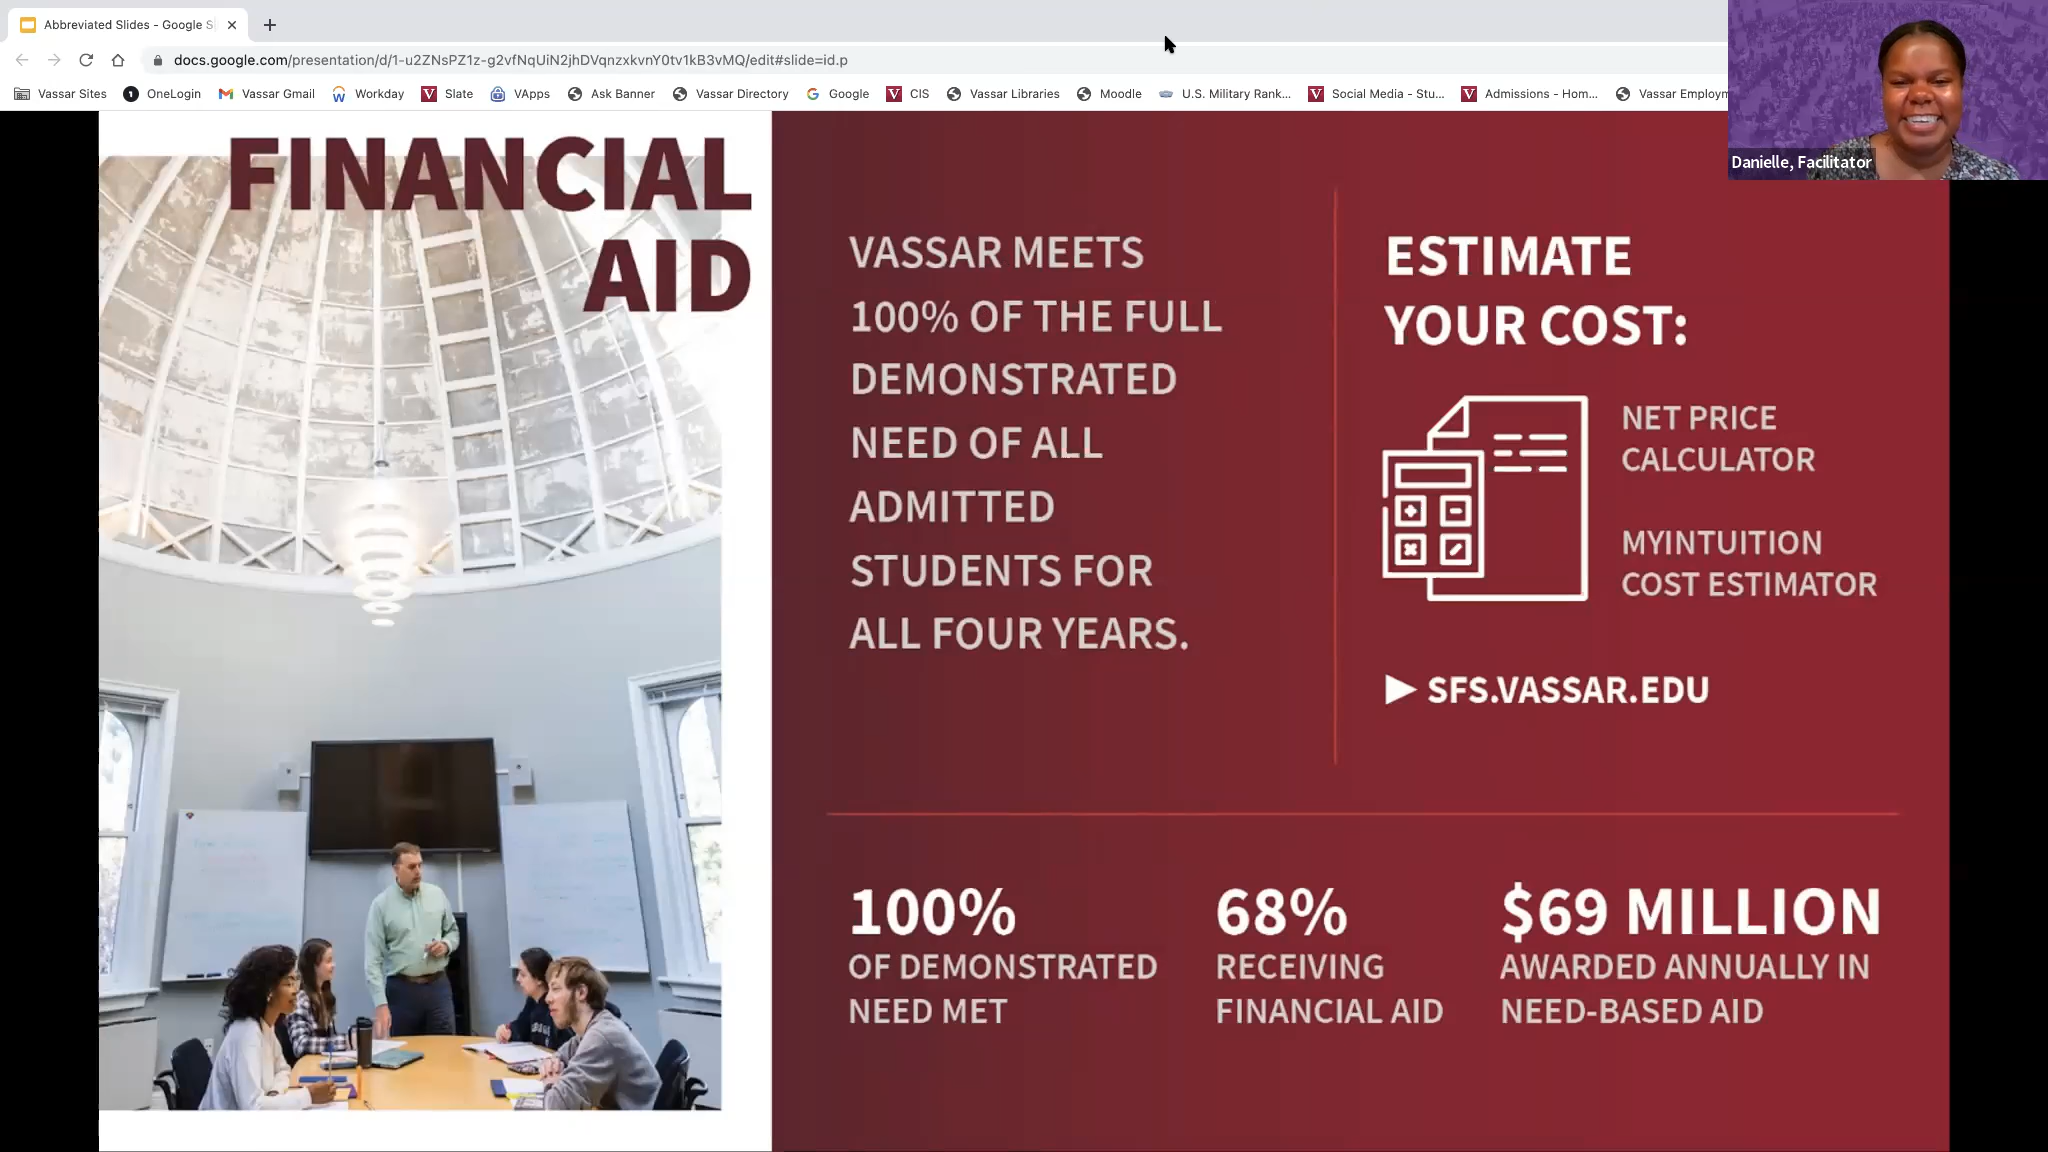 Abbreviated Slides - Google S
docs.google.com/presentation/d/1-u2ZNsPZ1z-g2vfNqUiN2jhDVqnzxkvnY0tv1kB3vMQ/edit#slide=id.p
Vassar Sites OneLogin Vassar Gmail Workday Slate VApps Ask Banner Vassar Directory Google CIS Vassar Libraries Moodle U.S. Military Rank... Social Media - Stu... Admissions - Hom... Vassar Employm
Danielle, Facilitator
FINANCIAL
AID
VASSAR MEETS
100% OF THE FULL
DEMONSTRATED
NEED OF ALL
ADMITTED
STUDENTS FOR
ALL FOUR YEARS.
ESTIMATE
YOUR COST:
NET PRICE
CALCULATOR
MYINTUITION
COST ESTIMATOR
SFS.VASSAR.EDU
100%
OF DEMONSTRATED
NEED MET
68%
RECEIVING
FINANCIAL AID
$69 MILLION
AWARDED ANNUALLY IN
NEED-BASED AID